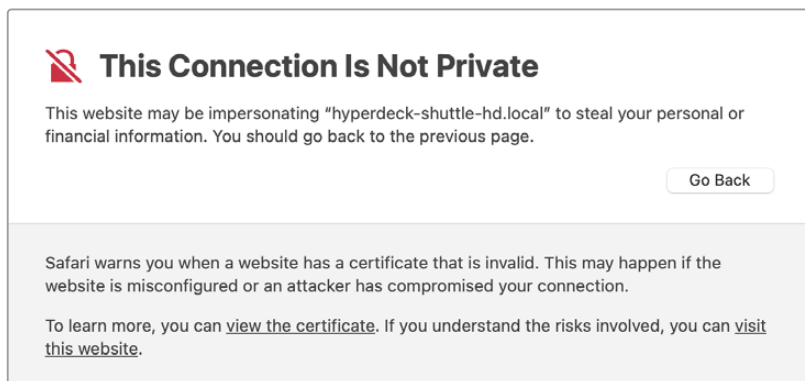 This Connection Is Not Private
This website may be impersonating “hyperdeck-shuttle-hd.local” to steal your personal or
financial information. You should go back to the previous page.
Go Back
Safari warns you when a website has a certificate that is invalid. This may happen if the
website is misconfigured or an attacker has compromised your connection.
To learn more, you can view the certificate. If you understand the risks involved, you can visit
this website.